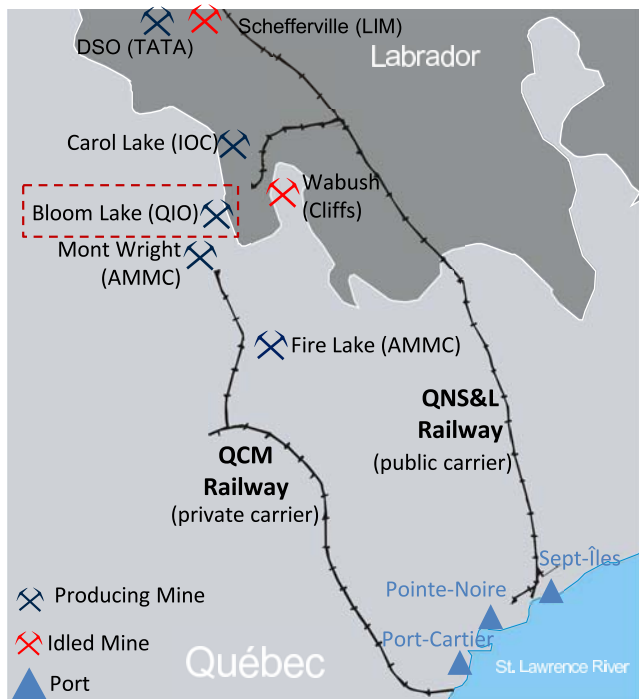 Schefferville (LIM)
DSO (TATA)
Labrador
Carol Lake (IOC)
Wabush
(Cliffs)
Bloom Lake (QIO)
Mont Wright
(AMMC)
Fire Lake (AMMC)
QNS&L
Railway
(public carrier)
QCM
Railway
(private carrier)
Sept-Îles
Pointe-Noire
Port-Cartier
Producing Mine
Idled Mine
Port
Québec
St. Lawrence River